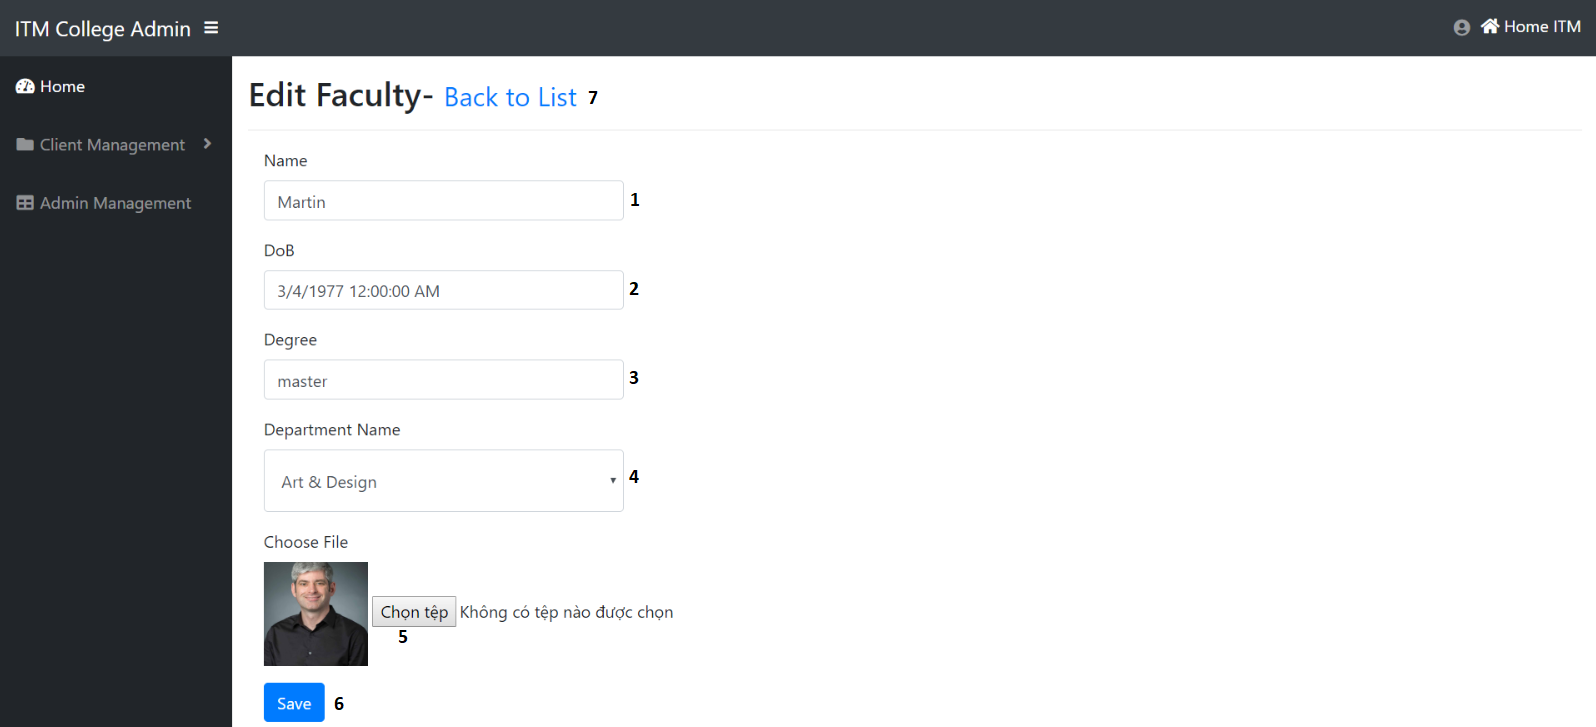 ITM College Admin
Home ITM
Home
Client Management
Admin Management
Edit Faculty- Back to List 7
Name
Martin 1
DoB
3/4/1977 12:00:00 AM 2
Degree
master 3
Department Name
Art & Design 4
Choose File
Chọn tệp Không có tệp nào được chọn
5
Save 6